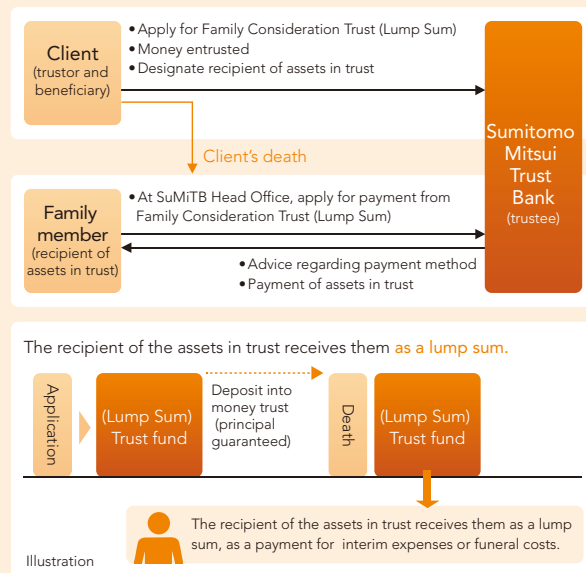 Client
(trustor and
beneficiary)
• Apply for Family Consideration Trust (Lump Sum)
• Money entrusted
• Designate recipient of assets in trust
Sumitomo
Mitsui
Trust
Bank
(trustee)
Client's death
Family
member
(recipient of
assets in trust)
• At SuMiTB Head Office, apply for payment from
Family Consideration Trust (Lump Sum)
• Advice regarding payment method
• Payment of assets in trust
The recipient of the assets in trust receives them as a lump sum.
Application
(Lump Sum)
Trust fund
Deposit into
money trust
(principal
guaranteed)
Death
(Lump Sum)
Trust fund
The recipient of the assets in trust receives them as a lump
sum, as a payment for interim expenses or funeral costs.
Illustration